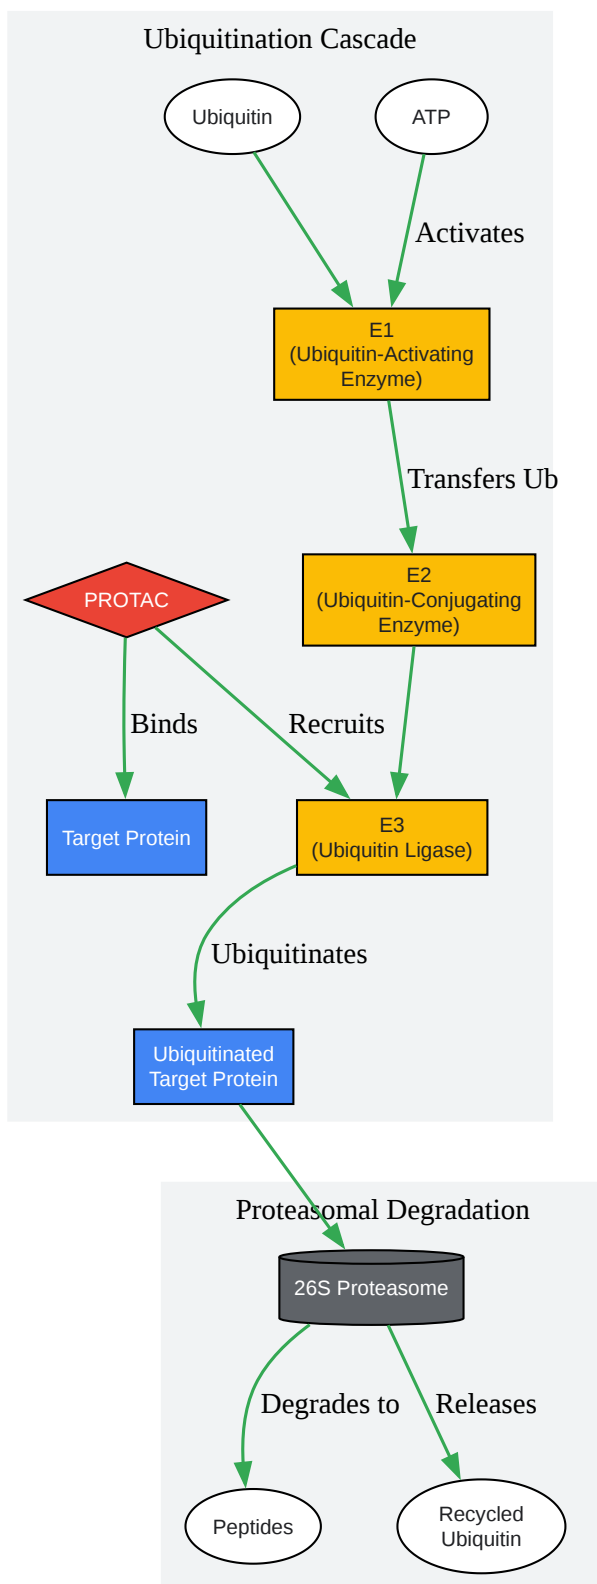 Ubiquitination Cascade
Ubiquitin
ATP
Activates
E1
(Ubiquitin-Activating
Enzyme)
Transfers Ub
E2
(Ubiquitin-Conjugating
Enzyme)
PROTAC
Binds
Recruits
Target Protein
E3
(Ubiquitin Ligase)
Ubiquitinates
Ubiquitinated
Target Protein
Proteasomal Degradation
26S Proteasome
Degrades to
Releases
Peptides
Recycled
Ubiquitin